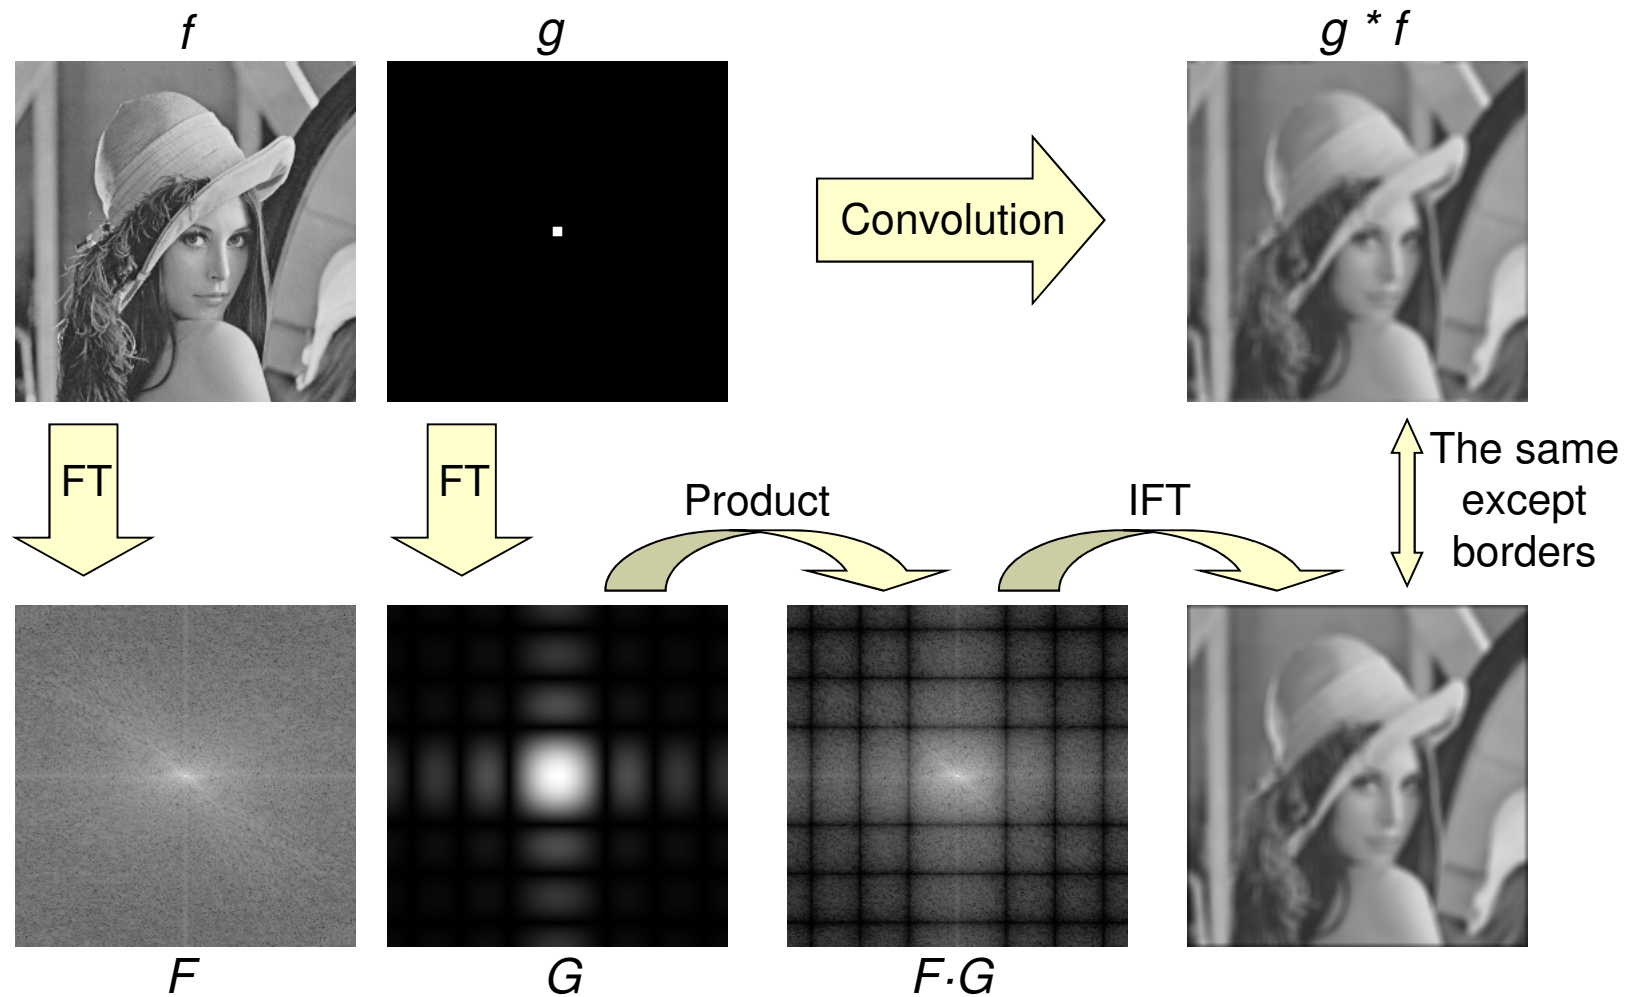 f
g
g * f
Convolution
FT
FT
Product
IFT
The same
except
borders
F
G
F·G